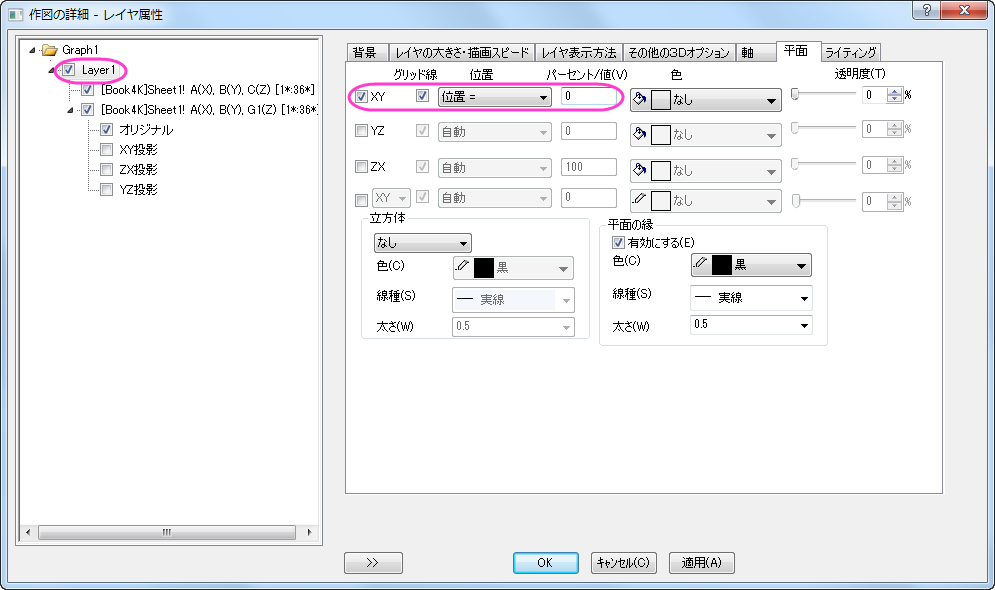 作図の詳細 - レイヤ属性
Graph1
Layer1
[Book4K]Sheet1! A(X), B(Y), C(Z) [1*:36*]
[Book4K]Sheet1! A(X), B(Y), G1(Z) [1*:36*]
オリジナル
XY投影
ZX投影
YZ投影
背景 レイヤの大きさ・描画スピード レイヤ表示方法 その他の3Dオプション 軸 平面 ライティング
グリッド線 位置 パーセント/値(V) 色 透明度(T)
XY 位置 = 0 なし 0 %
YZ 自動 0 なし 0 %
ZX 自動 100 なし 0 %
XY 自動 0 なし 0 %
立方体
なし
色(C) 黒
線種(S) 実線
太さ(W) 0.5
平面の縁
有効にする(E)
色(C) 黒
線種(S) 実線
太さ(W) 0.5
>> OK キャンセル(C) 適用(A)